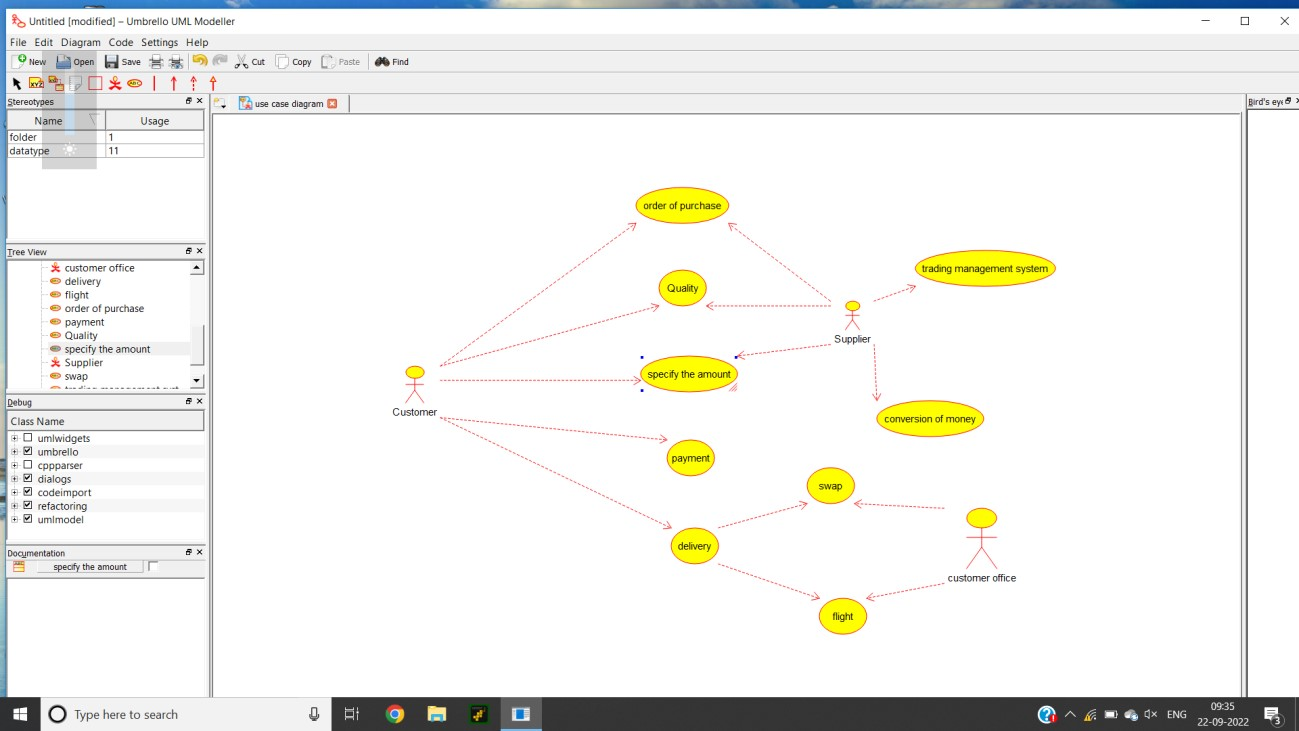 Untitled [modified] – Umbrello UML Modeller
File Edit Diagram Code Settings Help
New Open Save Cut Copy Paste Find
XYZ ABC
Stereotypes
Name Usage
folder 1
datatype 11
use case diagram
Bird's eye
Tree View
customer office
delivery
flight
order of purchase
payment
Quality
specify the amount
Supplier
swap
Debug
Class Name
umlwidgets
umbrello
cppparser
dialogs
codeimport
refactoring
umlmodel
Documentation
specify the amount
order of purchase
trading management system
Quality
Supplier
specify the amount
Customer
conversion of money
payment
swap
delivery
customer office
flight
Type here to search
ENG
09:35
22-09-2022
3